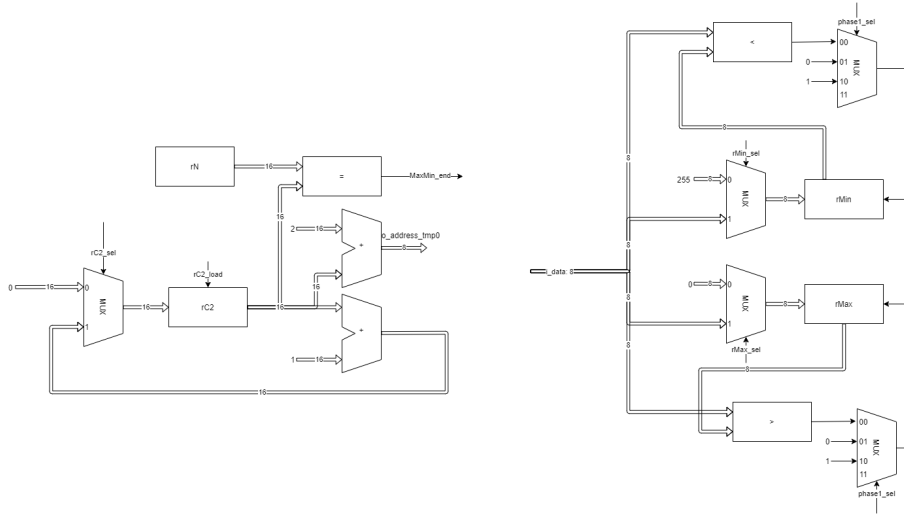 rN
16
=
MaxMin_end
16
2
16
o_address_tmp0
+
8
16
rC2_sel
rC2_load
0
16
0
MUX
1
16
rC2
16
+
1
16
16
phase1_sel
<
00
0
01
1
10
11
MUX
8
8
rMin_sel
255
8
0
MUX
1
8
rMin
8
i_data: 8
8
0
8
0
MUX
1
8
rMax
rMax_sel
8
8
>
00
0
01
1
10
11
MUX
phase1_sel